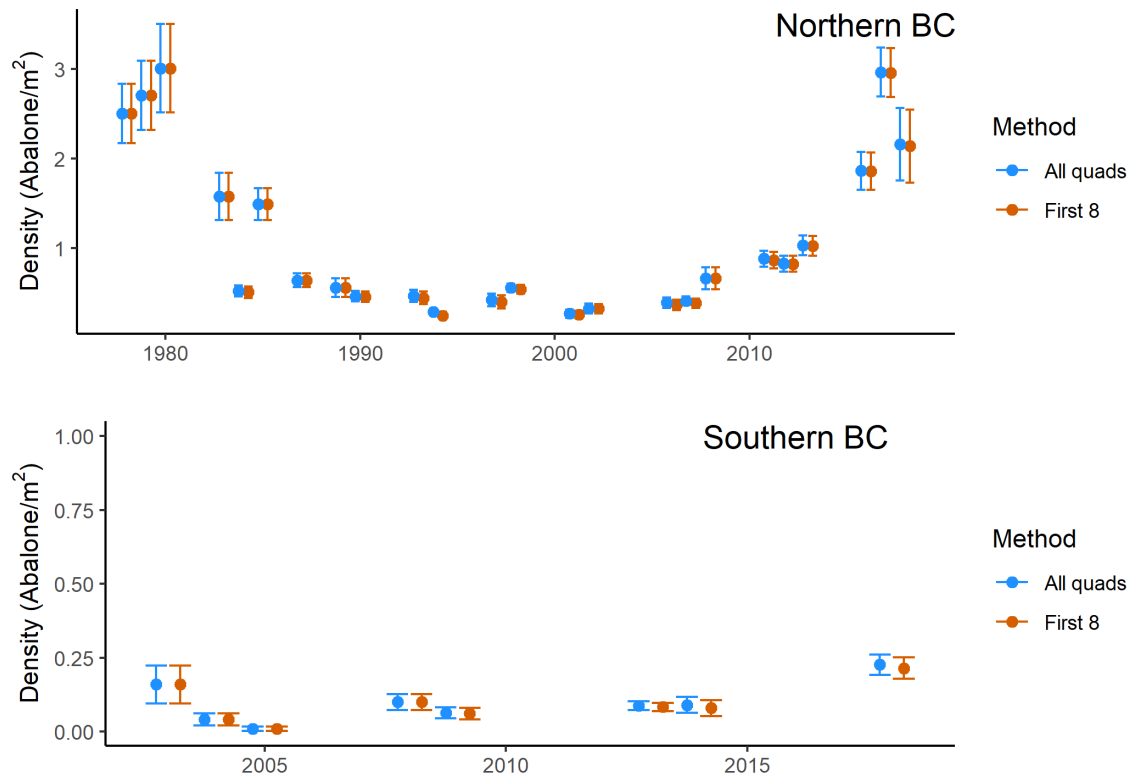 Northern BC
Density (Abalone/m²)
3
2
1
1980
1990
2000
2010
Method
All quads
First 8
Southern BC
Density (Abalone/m²)
1.00
0.75
0.50
0.25
0.00
2005
2010
2015
Method
All quads
First 8